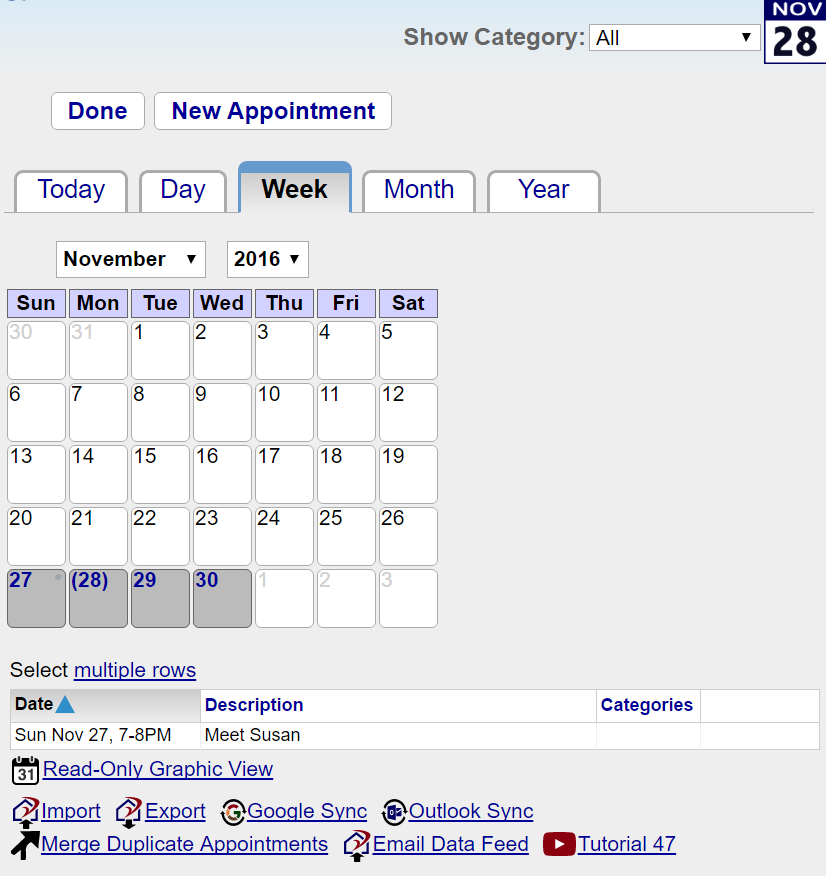 NOV
Show Category: All
28
Done New Appointment
Today Day Week Month Year
November 2016
Sun Mon Tue Wed Thu Fri Sat
30 31 1 2 3 4 5
6 7 8 9 10 11 12
13 14 15 16 17 18 19
20 21 22 23 24 25 26
27 (28) 29 30 1 2 3
Select multiple rows
Date Description Categories
Sun Nov 27, 7-8PM Meet Susan
31 Read-Only Graphic View
Import Export Google Sync Outlook Sync
Merge Duplicate Appointments Email Data Feed Tutorial 47